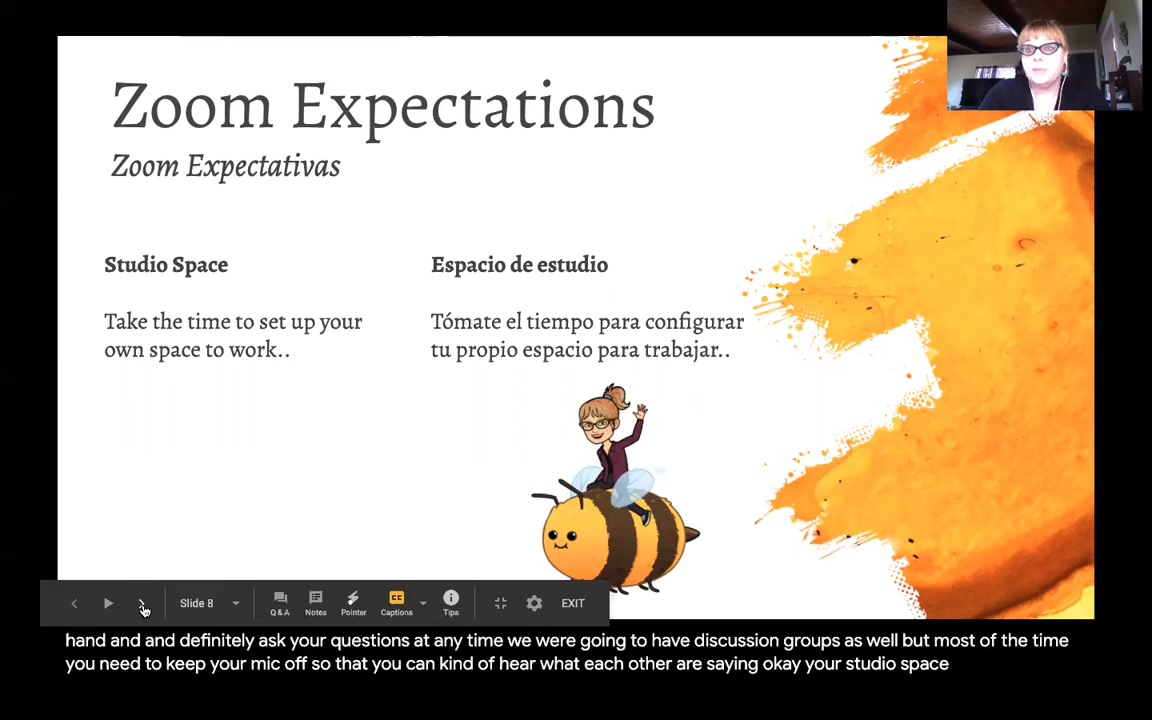 Zoom Expectations
Zoom Expectativas
Studio Space
Espacio de estudio
Take the time to set up your
own space to work..
Tómate el tiempo para configurar
tu propio espacio para trabajar..
Slide 8
Q & A
Notes
Pointer
CC
Captions
Tips
EXIT
hand and and definitely ask your questions at any time we were going to have discussion groups as well but most of the time
you need to keep your mic off so that you can kind of hear what each other are saying okay your studio space